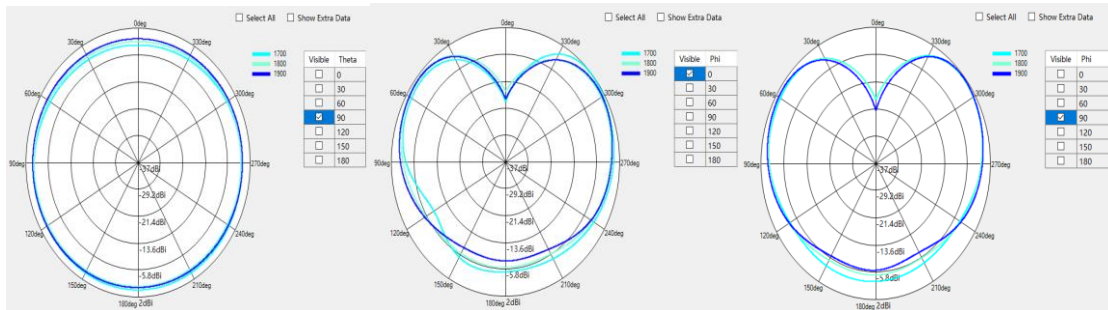 Select All Show Extra Data
0deg
30deg
330deg
1700
1800
1900
Visible Theta
0
30
60
90
120
150
180
60deg
300deg
90deg
270deg
-37dBi
-29.2dBi
-21.4dBi
-13.6dBi
-5.8dBi
2dBi
120deg
240deg
150deg
210deg
180deg
Select All Show Extra Data
0deg
30deg
330deg
1700
1800
1900
Visible Phi
0
30
60
90
120
150
180
60deg
300deg
90deg
270deg
-37dBi
-29.2dBi
-21.4dBi
-13.6dBi
-5.8dBi
2dBi
120deg
240deg
150deg
210deg
180deg
Select All Show Extra Data
0deg
30deg
330deg
1700
1800
1900
Visible Phi
0
30
60
90
120
150
180
60deg
300deg
90deg
270deg
-37dBi
-29.2dBi
-21.4dBi
-13.6dBi
-5.8dBi
2dBi
120deg
240deg
150deg
210deg
180deg